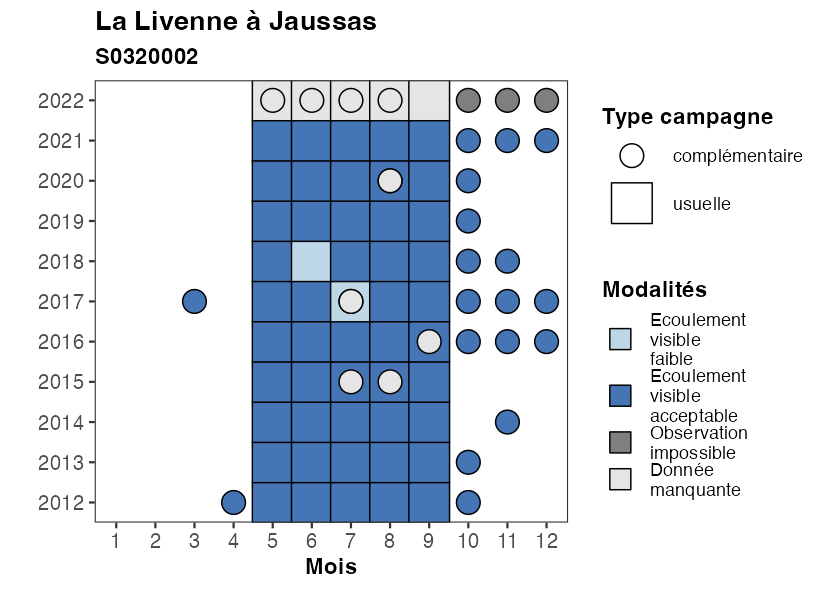 La Livenne à Jaussas
S0320002
2022
2021
2020
2019
2018
2017
2016
2015
2014
2013
2012
1 2 3 4 5 6 7 8 9 10 11 12
Mois
Type campagne
complémentaire
usuelle
Modalités
Ecoulement
visible
faible
Ecoulement
visible
acceptable
Observation
impossible
Donnée
manquante